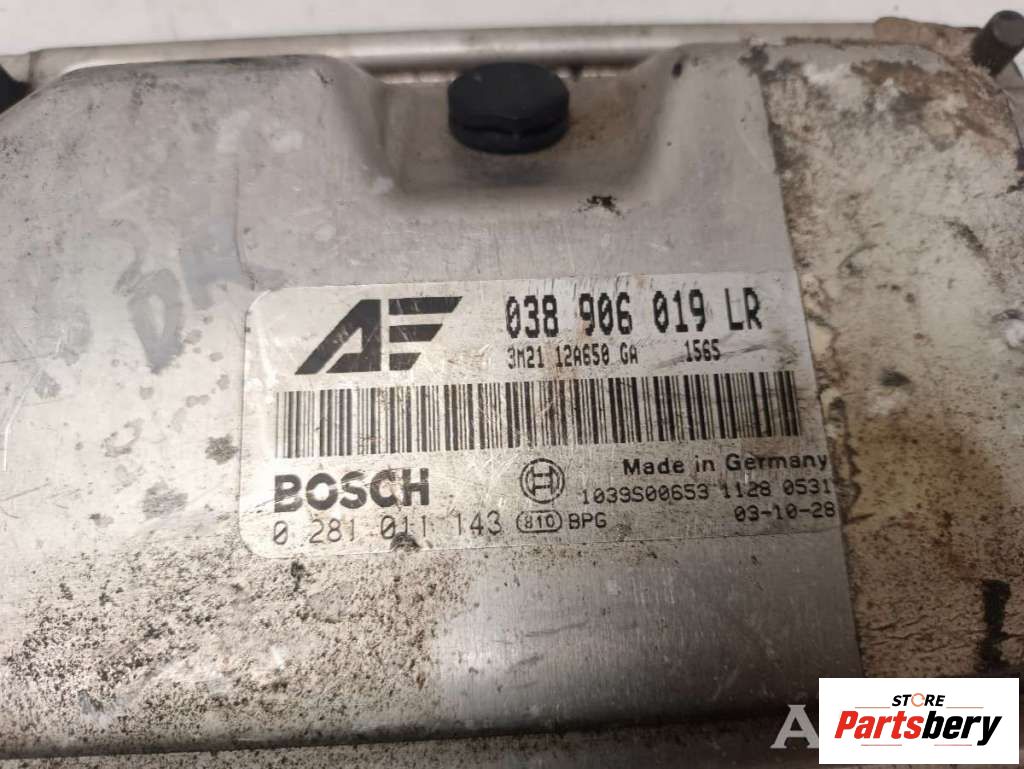 AE
038 906 019 LR
3M21 12A650 GA 1565
BOSCH
Made in Germany
1039S00653 1128 0531
0 281 011 143 810 BPG
03-10-28
STORE
Partsbery